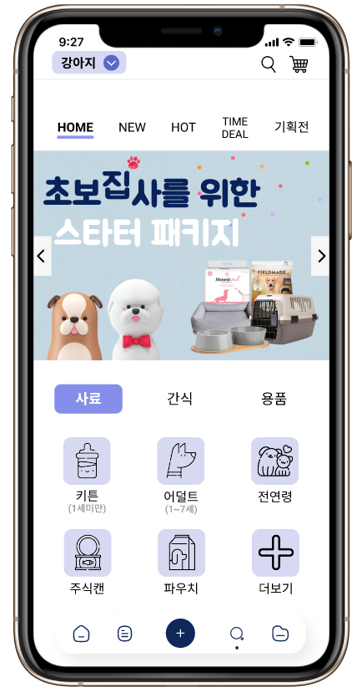 9:27
강아지
HOME NEW HOT TIME DEAL 기획전
초보집사를 위한
스타터 패키지
FIELDMADE
사료 간식 용품
키튼 어덜트 전연령
(1세미만) (1~7세)
주식캔 파우치 더보기